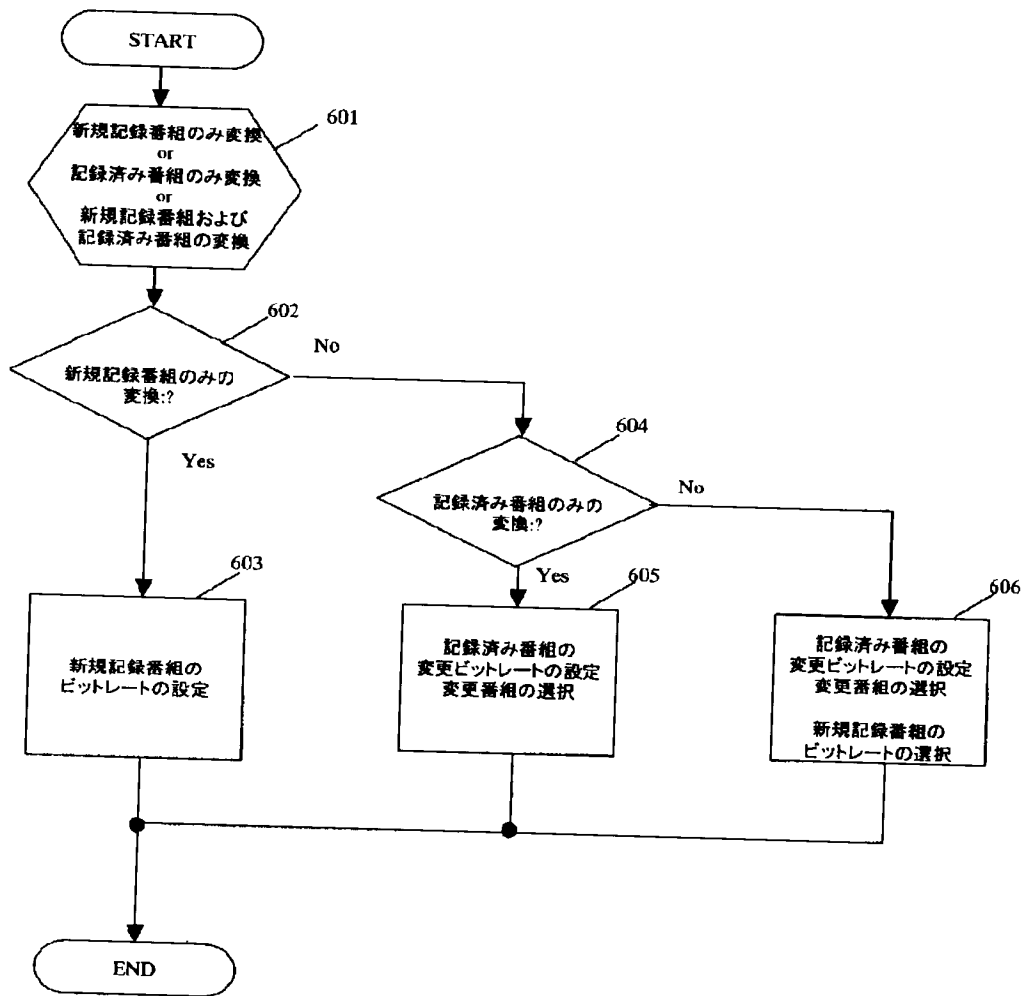 START
601
新規記録番組のみ変換
or
記録済み番組のみ変換
or
新規記録番組および
記録済み番組の変換
602
新規記録番組のみの
変換:?
No
Yes
604
記録済み番組のみの
変換:?
No
Yes
603
新規記録番組の
ビットレートの設定
605
記録済み番組の
変更ビットレートの設定
変更番組の選択
606
記録済み番組の
変更ビットレートの設定
変更番組の選択
新規記録番組の
ビットレートの選択
END